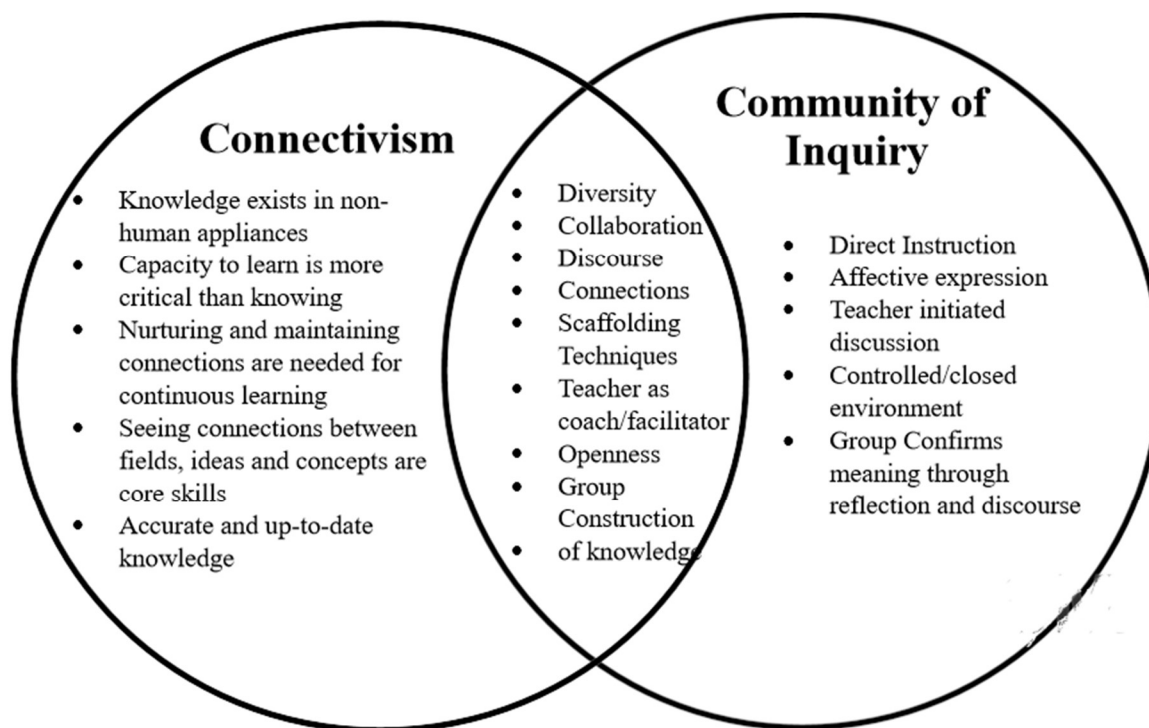 Connectivism
• Knowledge exists in non-
human appliances
• Capacity to learn is more
critical than knowing
• Nurturing and maintaining
connections are needed for
continuous learning
• Seeing connections between
fields, ideas and concepts are
core skills
• Accurate and up-to-date
knowledge
• Diversity
• Collaboration
• Discourse
• Connections
• Scaffolding
Techniques
• Teacher as
coach/facilitator
• Openness
• Group
Construction
• of knowledge
Community of
Inquiry
• Direct Instruction
• Affective expression
• Teacher initiated
discussion
• Controlled/closed
environment
• Group Confirms
meaning through
reflection and discourse